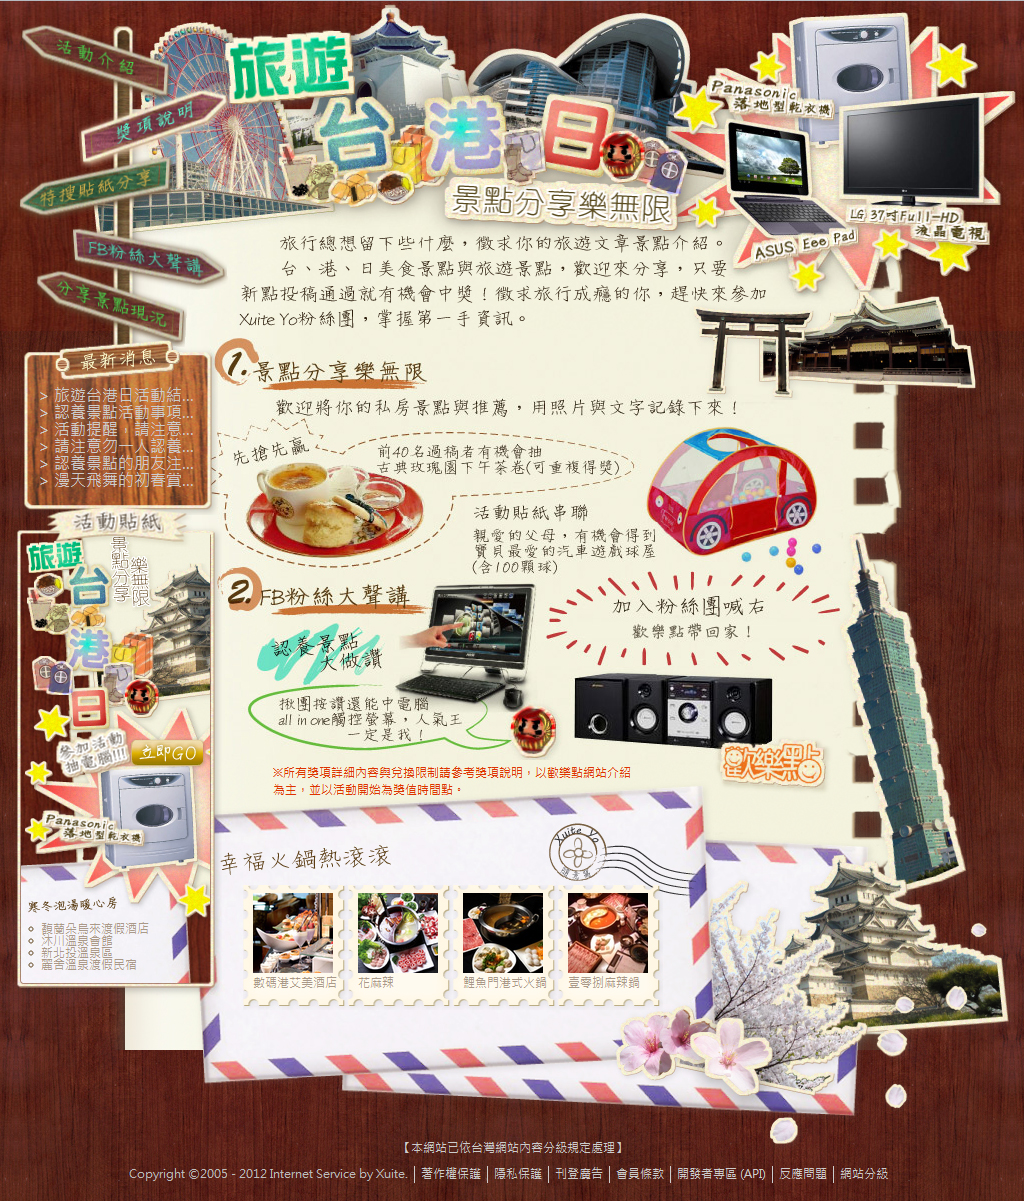 活動介紹
獎項說明
特搜貼紙分享
FB粉絲大聲講
分享景點現況
旅遊
台港日
景點分享樂無限
Panasonic
落地型乾衣機
ASUS Eee Pad
LG 37吋Full-HD
液晶電視
旅行總想留下些什麼，徵求你的旅遊文章景點介紹。
台、港、日美食景點與旅遊景點，歡迎來分享，只要
新點投稿通過就有機會中獎！徵求旅行成癮的你，趕快來參加
Xuite Yo粉絲團，掌握第一手資訊。
最新消息
> 旅遊台港日活動結...
> 認養景點活動事項...
> 活動提醒，請注意...
> 請注意勿一人認養...
> 認養景點的朋友注...
> 漫天飛舞的初春賞...
1.景點分享樂無限
歡迎將你的私房景點與推薦，用照片與文字記錄下來！
先搶先贏
前40名過稿者有機會抽
古典玫瑰園下午茶卷(可重複得獎)
活動貼紙串聯
親愛的父母，有機會得到
寶貝最愛的汽車遊戲球屋
(含100顆球)
2.FB粉絲大聲講
認養景點
大做讚
揪團按讚還能中電腦
all in one觸控螢幕，人氣王
一定是我！
加入粉絲團喊右
歡樂點帶回家！
歡樂點
※所有獎項詳細內容與兌換限制請參考獎項說明，以歡樂點網站介紹
為主，並以活動開始為獎值時間點。
活動貼紙
旅遊
台
港
日
景點分享
樂無限
參加活動
抽電腦!!!
立即GO
Panasonic
落地型乾衣機
寒冬泡湯暖心房
馥蘭朵烏來渡假酒店
沐川溫泉會館
新北投溫泉區
麗舍溫泉渡假民宿
幸福火鍋熱滾滾
Xuite Yo
數碼港艾美酒店
花麻辣
鯉魚門港式火鍋
壹零捌麻辣鍋
【本網站已依台灣網站內容分級規定處理】
Copyright ©2005 - 2012 Internet Service by Xuite. │ 著作權保護 │ 隱私保護 │ 刊登廣告 │ 會員條款 │ 開發者專區 (API) │ 反應問題 │ 網站分級